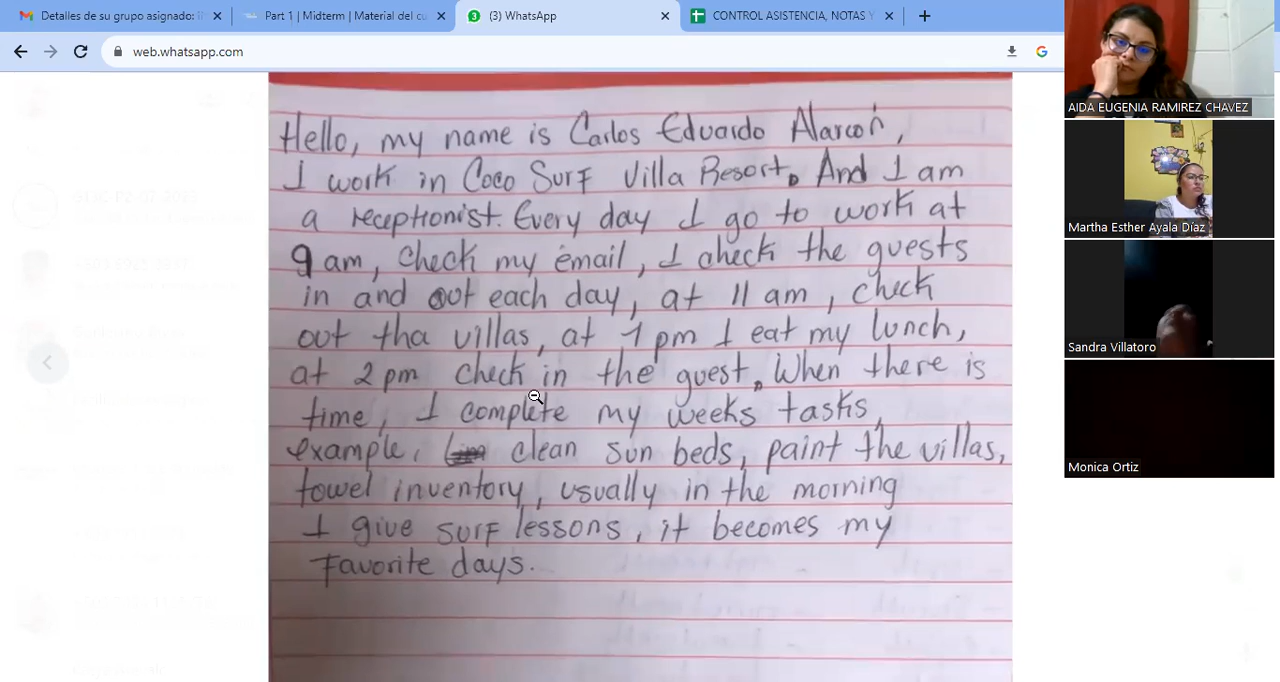 Detalles de su grupo asignado:
Part 1 | Midterm | Material del cu
(3) WhatsApp
CONTROL ASISTENCIA, NOTAS Y
web.whatsapp.com
Hello, my name is Carlos Eduardo Alarcón,
I work in Coco Surf Villa Resort. And I am
a receptionist Every day I go to work at
9 am, check my email, I check the guests
in and out each day, at 11 am, check
out tha villas, at 1 pm I eat my lunch,
at 2 pm check in the guest. When there is
time, I complete my weeks tasks,
example, clean sun beds, paint the villas,
towel inventory, usually in the morning
I give surf lessons, it becomes my
favorite days.
AIDA EUGENIA RAMIREZ CHAVEZ
Martha Esther Ayala Díaz
Sandra Villatoro
Monica Ortiz